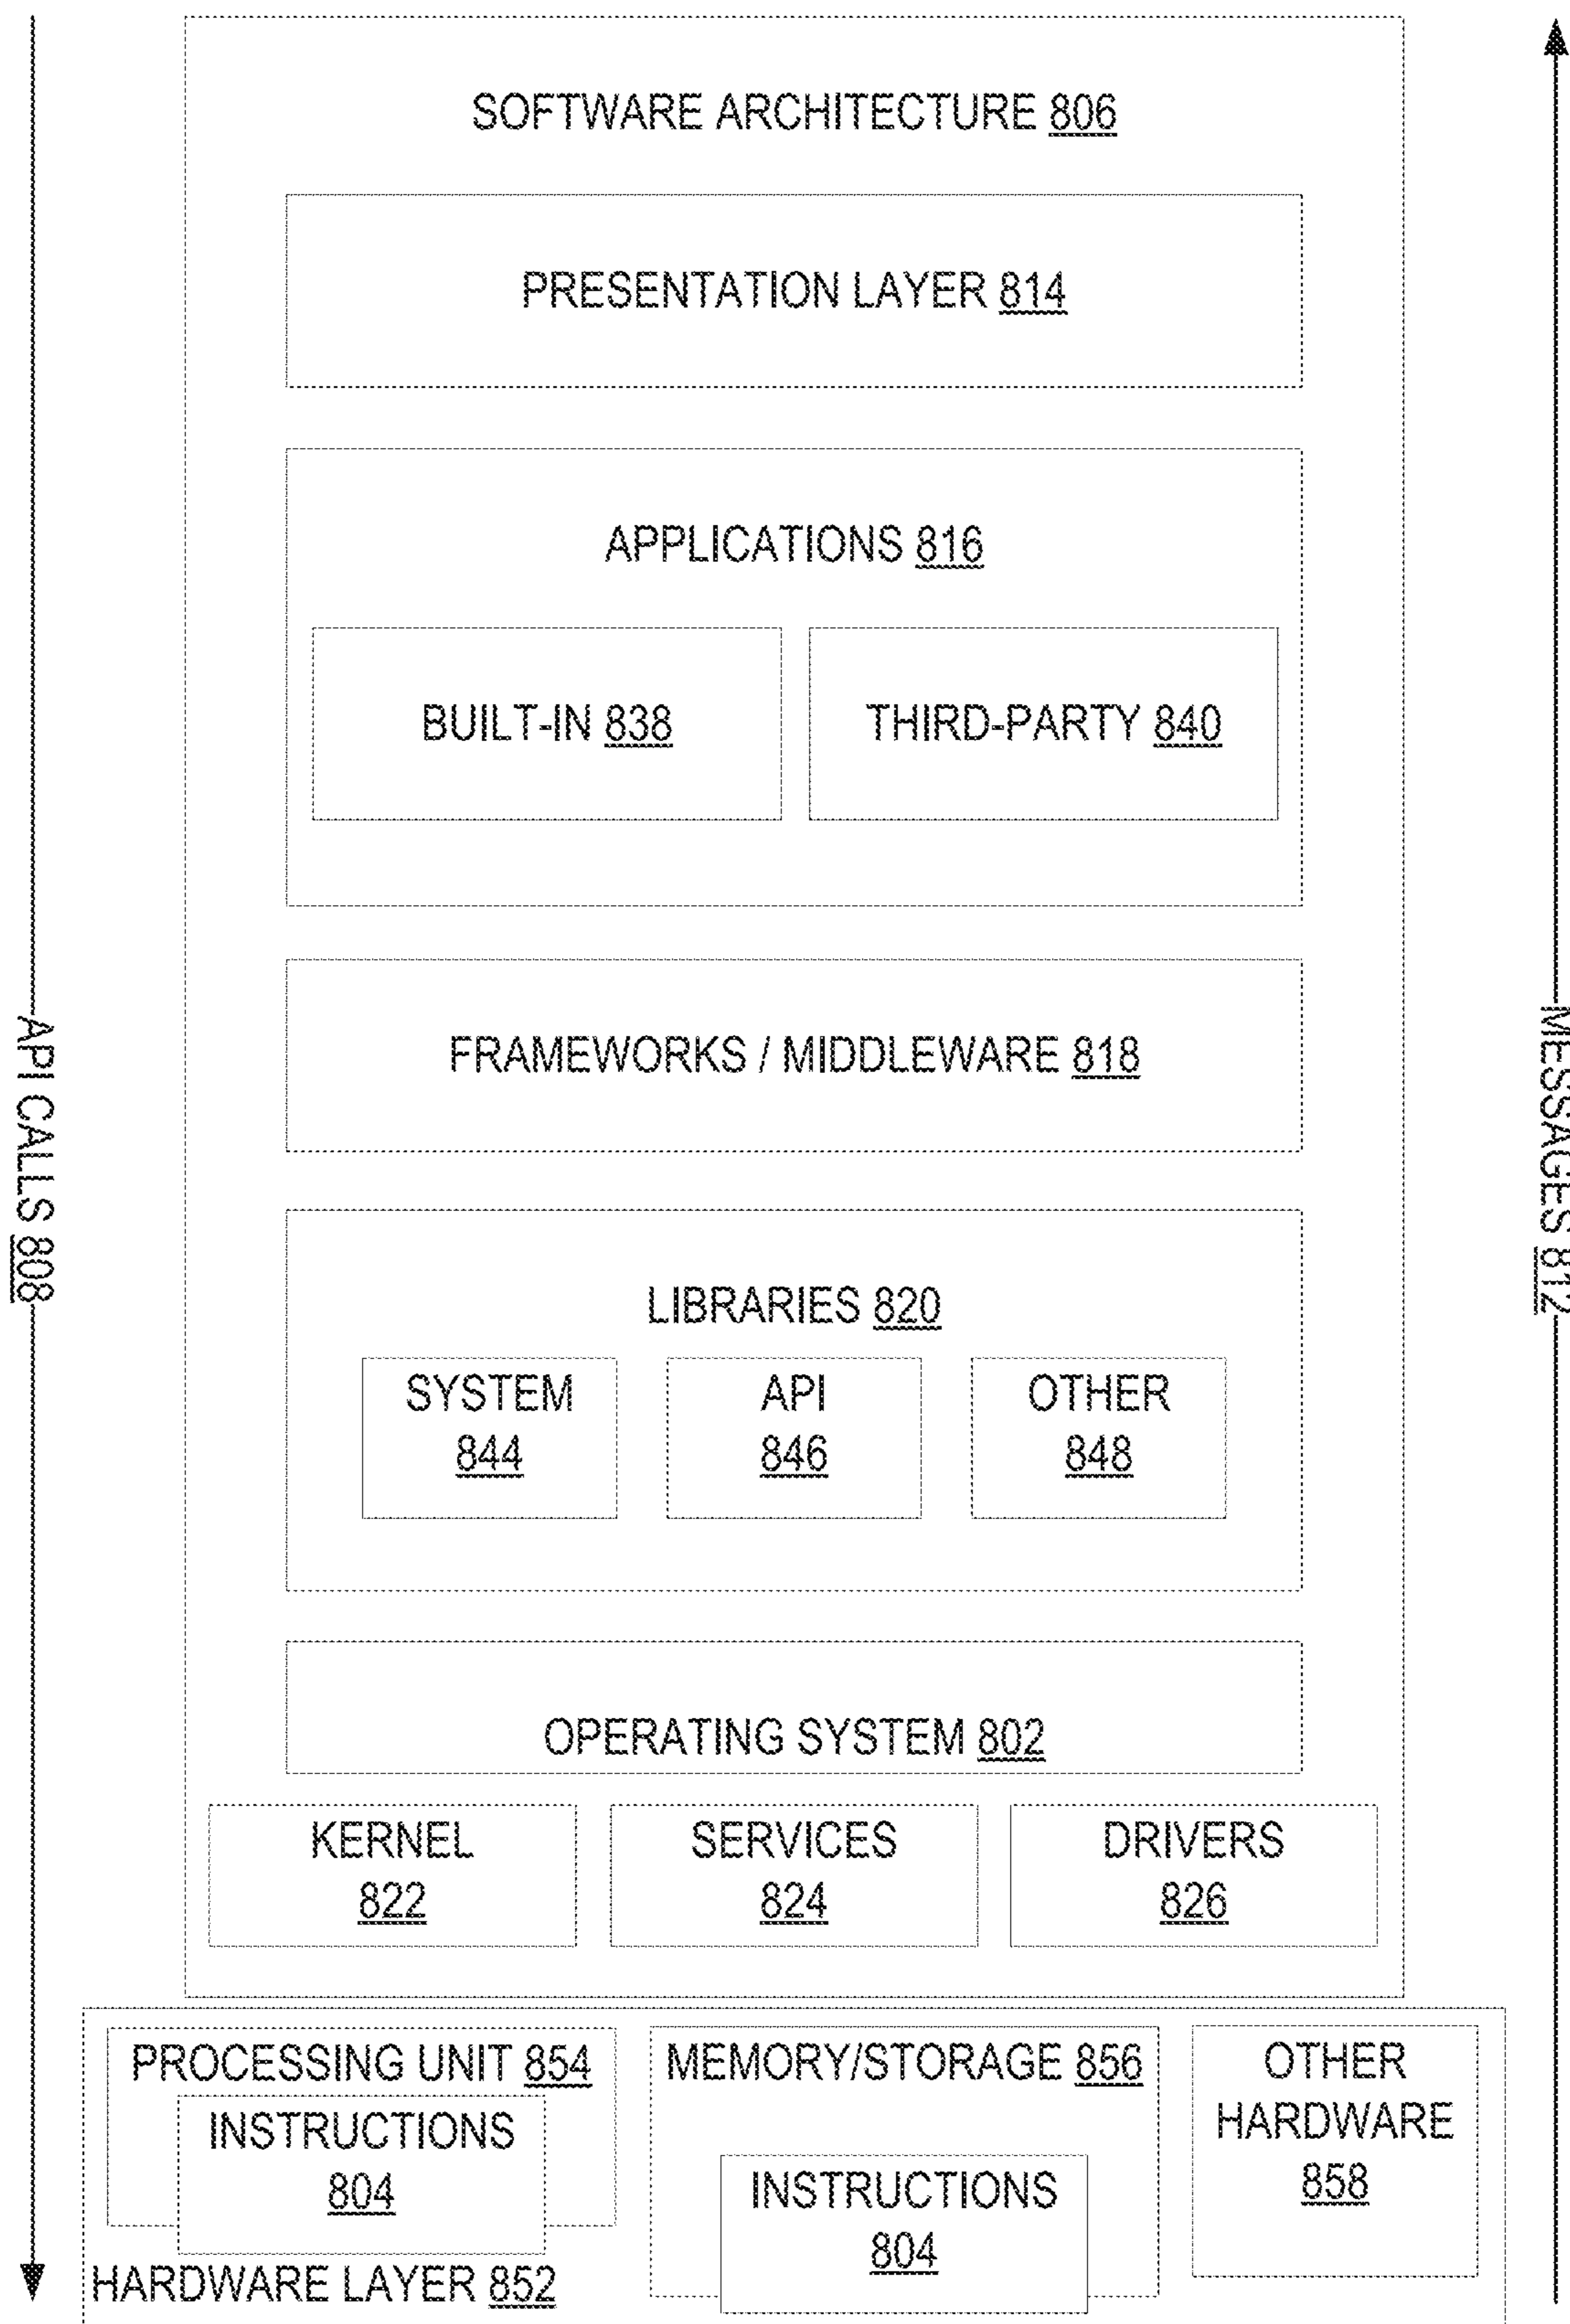 SOFTWARE ARCHITECTURE 806
PRESENTATION LAYER 814
APPLICATIONS 816
BUILT-IN 838
THIRD-PARTY 840
FRAMEWORKS / MIDDLEWARE 818
API CALLS 808
MESSAGES 812
LIBRARIES 820
SYSTEM
844
API
846
OTHER
848
OPERATING SYSTEM 802
KERNEL
822
SERVICES
824
DRIVERS
826
PROCESSING UNIT 854
INSTRUCTIONS
804
MEMORY/STORAGE 856
INSTRUCTIONS
804
OTHER
HARDWARE
858
HARDWARE LAYER 852